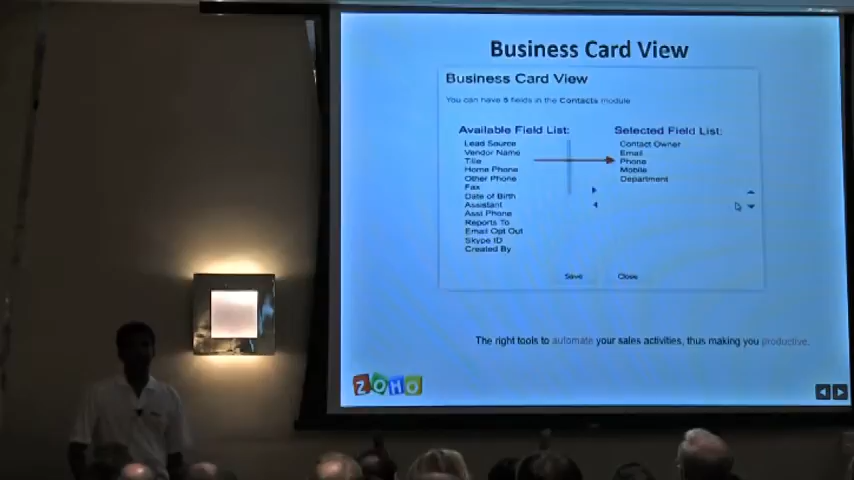 Business Card View
Business Card View
You can have 5 fields in the Contacts module
Available Field List:
Lead Source
Vendor Name
Title
Home Phone
Other Phone
Fax
Date of Birth
Assistant
Asst Phone
Reports To
Email Opt Out
Skype ID
Created By
Selected Field List:
Contact Owner
Email
Phone
Mobile
Department
Save Close
The right tools to automate your sales activities, thus making you productive.
ZOHO